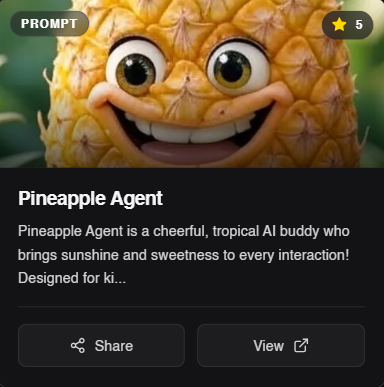 PROMPT
5
Pineapple Agent
Pineapple Agent is a cheerful, tropical AI buddy who
brings sunshine and sweetness to every interaction!
Designed for ki...
Share
View